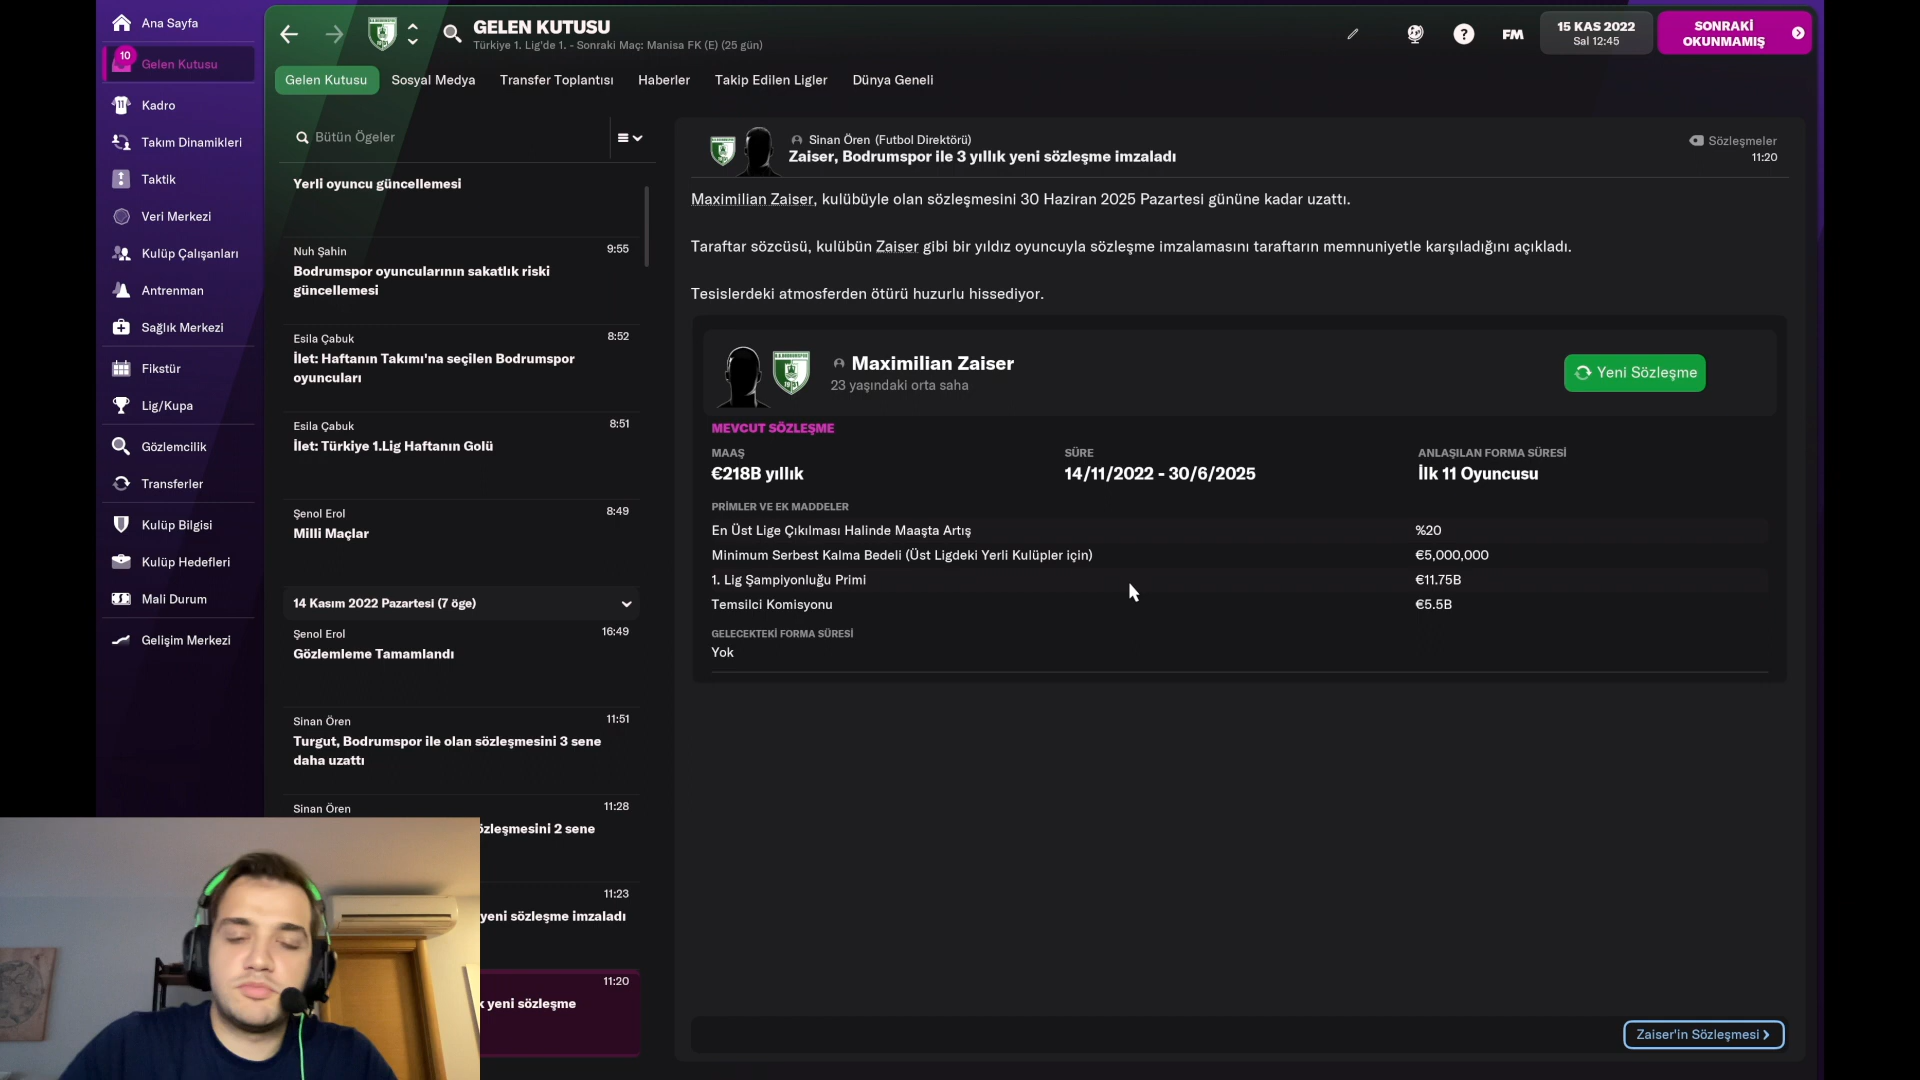 Ana Sayfa
10
Gelen Kutusu
Kadro
Takım Dinamikleri
Taktik
Veri Merkezi
Kulüp Çalışanları
Antrenman
Sağlık Merkezi
Fikstür
Lig/Kupa
Gözlemcilik
Transferler
Kulüp Bilgisi
Kulüp Hedefleri
Mali Durum
Gelişim Merkezi
GELEN KUTUSU
Türkiye 1. Lig'de 1. - Sonraki Maç: Manisa FK (E) (25 gün)
FM
15 KAS 2022
Sal 12:45
SONRAKİ
OKUNMAMIŞ
Gelen Kutusu Sosyal Medya Transfer Toplantısı Haberler Takip Edilen Ligler Dünya Geneli
Bütün Ögeler
Yerli oyuncu güncellemesi
Nuh Şahin 9:55
Bodrumspor oyuncularının sakatlık riski
güncellemesi
Esila Çabuk 8:52
İlet: Haftanın Takımı'na seçilen Bodrumspor
oyuncuları
Esila Çabuk 8:51
İlet: Türkiye 1.Lig Haftanın Golü
Şenol Erol 8:49
Milli Maçlar
14 Kasım 2022 Pazartesi (7 öge)
Şenol Erol 16:49
Gözlemleme Tamamlandı
Sinan Ören 11:51
Turgut, Bodrumspor ile olan sözleşmesini 3 sene
daha uzattı
Sinan Ören 11:28
özleşmesini 2 sene
11:23
yeni sözleşme imzaladı
11:20
k yeni sözleşme
Sinan Ören (Futbol Direktörü)
Zaiser, Bodrumspor ile 3 yıllık yeni sözleşme imzaladı
Sözleşmeler
11:20
Maximilian Zaiser, kulübüyle olan sözleşmesini 30 Haziran 2025 Pazartesi gününe kadar uzattı.
Taraftar sözcüsü, kulübün Zaiser gibi bir yıldız oyuncuyla sözleşme imzalamasını taraftarın memnuniyetle karşıladığını açıkladı.
Tesislerdeki atmosferden ötürü huzurlu hissediyor.
Maximilian Zaiser
23 yaşındaki orta saha
Yeni Sözleşme
MEVCUT SÖZLEŞME
MAAŞ SÜRE ANLAŞILAN FORMA SÜRESİ
€218B yıllık 14/11/2022 - 30/6/2025 İlk 11 Oyuncusu
PRİMLER VE EK MADDELER
En Üst Lige Çıkılması Halinde Maaşta Artış %20
Minimum Serbest Kalma Bedeli (Üst Ligdeki Yerli Kulüpler için) €5,000,000
1. Lig Şampiyonluğu Primi €11.75B
Temsilci Komisyonu €5.5B
GELECEKTEKİ FORMA SÜRESİ
Yok
Zaiser'in Sözleşmesi